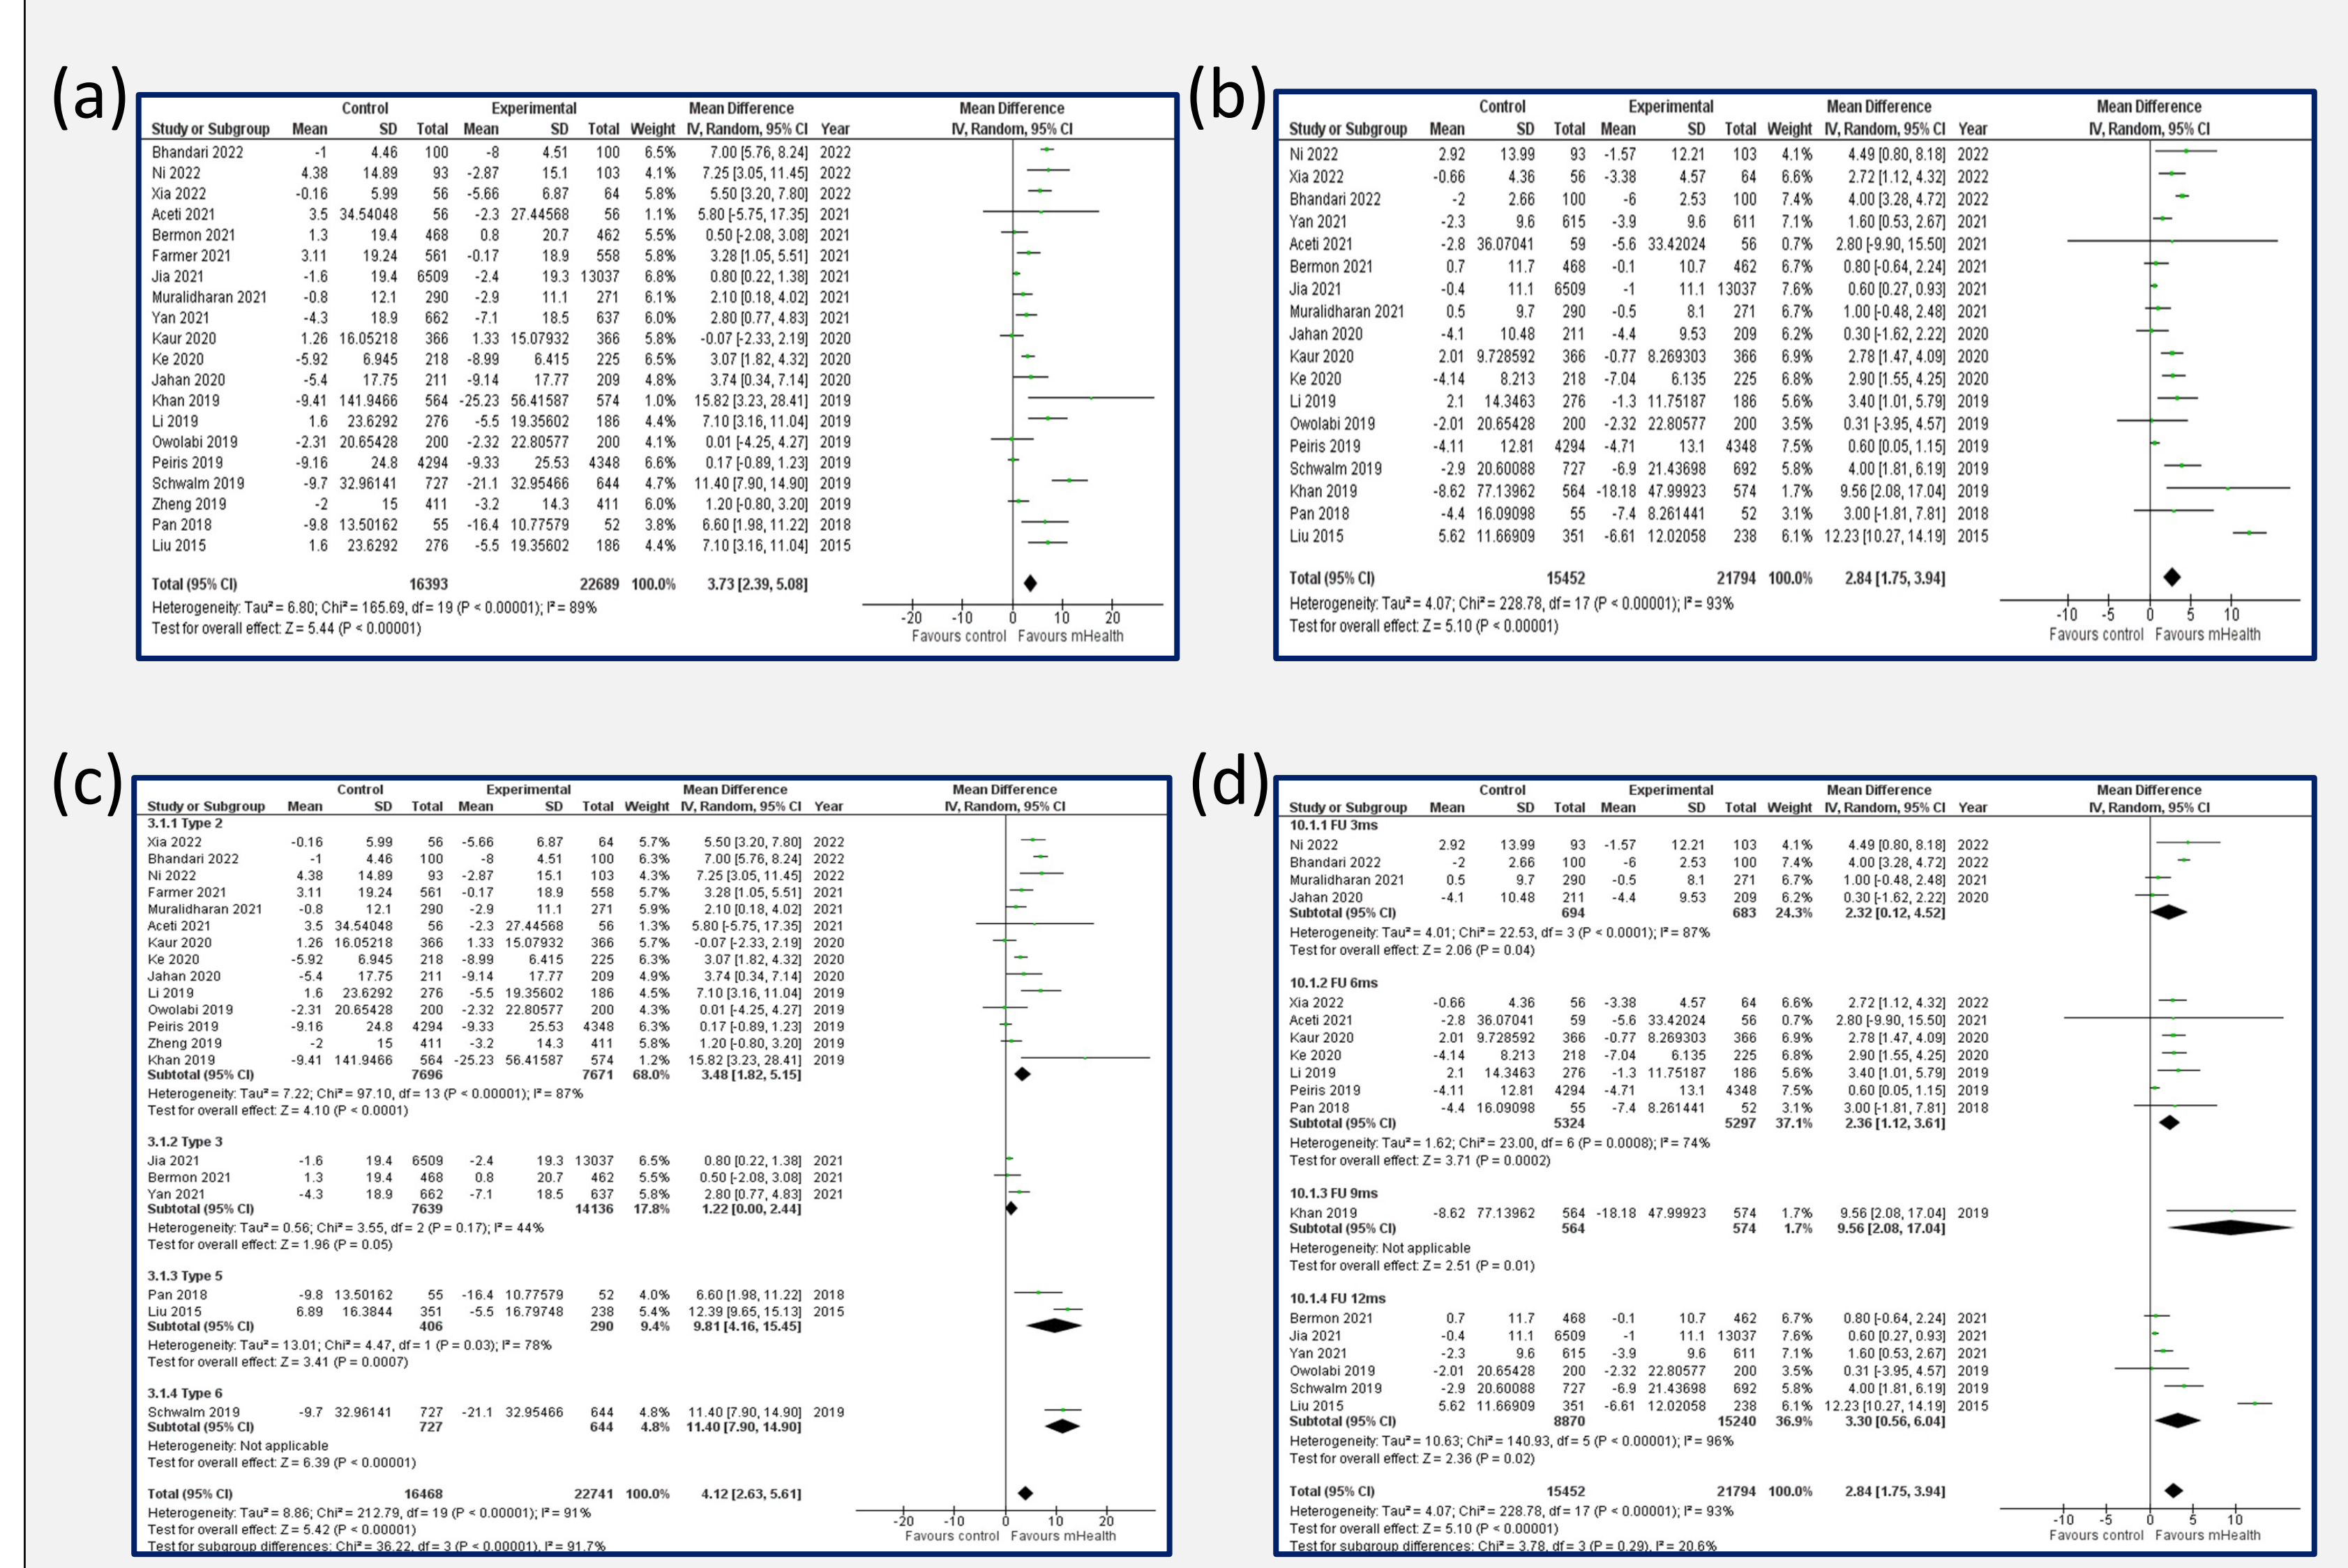 (a)
Control Experimental Mean Difference Mean Difference
Study or Subgroup Mean SD Total Mean SD Total Weight IV, Random, 95% CI Year IV, Random, 95% CI
Bhandari 2022 -1 4.46 100 -8 4.51 100 6.5% 7.00 [5.76, 8.24] 2022
Ni 2022 4.38 14.89 93 -2.87 15.1 103 4.1% 7.25 [3.05, 11.45] 2022
Xia 2022 -0.16 5.99 56 -5.66 6.87 64 5.8% 5.50 [3.20, 7.80] 2022
Aceti 2021 3.5 34.54048 56 -2.3 27.44568 56 1.1% 5.80 [-5.75, 17.35] 2021
Bermon 2021 1.3 19.4 468 0.8 20.7 462 5.5% 0.50 [-2.08, 3.08] 2021
Farmer 2021 3.11 19.24 561 -0.17 18.9 558 5.8% 3.28 [1.05, 5.51] 2021
Jia 2021 -1.6 19.4 6509 -2.4 19.3 13037 6.8% 0.80 [0.22, 1.38] 2021
Muralidharan 2021 -0.8 12.1 290 -2.9 11.1 271 6.1% 2.10 [0.18, 4.02] 2021
Yan 2021 -4.3 18.9 662 -7.1 18.5 637 6.0% 2.80 [0.77, 4.83] 2021
Kaur 2020 1.26 16.05218 366 1.33 15.07932 366 5.8% -0.07 [-2.33, 2.19] 2020
Ke 2020 -5.92 6.945 218 -8.99 6.415 225 6.5% 3.07 [1.82, 4.32] 2020
Jahan 2020 -5.4 17.75 211 -9.14 17.77 209 4.8% 3.74 [0.34, 7.14] 2020
Khan 2019 -9.41 141.9466 564 -25.23 56.41587 574 1.0% 15.82 [3.23, 28.41] 2019
Li 2019 1.6 23.6292 276 -5.5 19.35602 186 4.4% 7.10 [3.16, 11.04] 2019
Owolabi 2019 -2.31 20.65428 200 -2.32 22.80577 200 4.1% 0.01 [-4.25, 4.27] 2019
Peiris 2019 -9.16 24.8 4294 -9.33 25.53 4348 6.6% 0.17 [-0.89, 1.23] 2019
Schwalm 2019 -9.7 32.96141 727 -21.1 32.95466 644 4.7% 11.40 [7.90, 14.90] 2019
Zheng 2019 -2 15 411 -3.2 14.3 411 6.0% 1.20 [-0.80, 3.20] 2019
Pan 2018 -9.8 13.50162 55 -16.4 10.77579 52 3.8% 6.60 [1.98, 11.22] 2018
Liu 2015 1.6 23.6292 276 -5.5 19.35602 186 4.4% 7.10 [3.16, 11.04] 2015
Total (95% CI) 16393 22689 100.0% 3.73 [2.39, 5.08]
Heterogeneity: Tau² = 6.80; Chi² = 165.69, df = 19 (P < 0.00001); I² = 89%
Test for overall effect: Z = 5.44 (P < 0.00001)
-20 -10 0 10 20
Favours control Favours mHealth
(b)
Control Experimental Mean Difference Mean Difference
Study or Subgroup Mean SD Total Mean SD Total Weight IV, Random, 95% CI Year IV, Random, 95% CI
Ni 2022 2.92 13.99 93 -1.57 12.21 103 4.1% 4.49 [0.80, 8.18] 2022
Xia 2022 -0.66 4.36 56 -3.38 4.57 64 6.6% 2.72 [1.12, 4.32] 2022
Bhandari 2022 -2 2.66 100 -6 2.53 100 7.4% 4.00 [3.28, 4.72] 2022
Yan 2021 -2.3 9.6 615 -3.9 9.6 611 7.1% 1.60 [0.53, 2.67] 2021
Aceti 2021 -2.8 36.07041 59 -5.6 33.42024 56 0.7% 2.80 [-9.90, 15.50] 2021
Bermon 2021 0.7 11.7 468 -0.1 10.7 462 6.7% 0.80 [-0.64, 2.24] 2021
Jia 2021 -0.4 11.1 6509 -1 11.1 13037 7.6% 0.60 [0.27, 0.93] 2021
Muralidharan 2021 0.5 9.7 290 -0.5 8.1 271 6.7% 1.00 [-0.48, 2.48] 2021
Jahan 2020 -4.1 10.48 211 -4.4 9.53 209 6.2% 0.30 [-1.62, 2.22] 2020
Kaur 2020 2.01 9.728592 366 -0.77 8.269303 366 6.9% 2.78 [1.47, 4.09] 2020
Ke 2020 -4.14 8.213 218 -7.04 6.135 225 6.8% 2.90 [1.55, 4.25] 2020
Li 2019 2.1 14.3463 276 -1.3 11.75187 186 5.6% 3.40 [1.01, 5.79] 2019
Owolabi 2019 -2.01 20.65428 200 -2.32 22.80577 200 3.5% 0.31 [-3.95, 4.57] 2019
Peiris 2019 -4.11 12.81 4294 -4.71 13.1 4348 7.5% 0.60 [0.05, 1.15] 2019
Schwalm 2019 -2.9 20.60088 727 -6.9 21.43698 692 5.8% 4.00 [1.81, 6.19] 2019
Khan 2019 -8.62 77.13962 564 -18.18 47.99923 574 1.7% 9.56 [2.08, 17.04] 2019
Pan 2018 -4.4 16.09098 55 -7.4 8.261441 52 3.1% 3.00 [-1.81, 7.81] 2018
Liu 2015 5.62 11.66909 351 -6.61 12.02058 238 6.1% 12.23 [10.27, 14.19] 2015
Total (95% CI) 15452 21794 100.0% 2.84 [1.75, 3.94]
Heterogeneity: Tau² = 4.07; Chi² = 228.78, df = 17 (P < 0.00001); I² = 93%
Test for overall effect: Z = 5.10 (P < 0.00001)
-10 -5 0 5 10
Favours control Favours mHealth
(c)
Control Experimental Mean Difference Mean Difference
Study or Subgroup Mean SD Total Mean SD Total Weight IV, Random, 95% CI Year IV, Random, 95% CI
3.1.1 Type 2
Xia 2022 -0.16 5.99 56 -5.66 6.87 64 5.7% 5.50 [3.20, 7.80] 2022
Bhandari 2022 -1 4.46 100 -8 4.51 100 6.3% 7.00 [5.76, 8.24] 2022
Ni 2022 4.38 14.89 93 -2.87 15.1 103 4.3% 7.25 [3.05, 11.45] 2022
Farmer 2021 3.11 19.24 561 -0.17 18.9 558 5.7% 3.28 [1.05, 5.51] 2021
Muralidharan 2021 -0.8 12.1 290 -2.9 11.1 271 5.9% 2.10 [0.18, 4.02] 2021
Aceti 2021 3.5 34.54048 56 -2.3 27.44568 56 1.3% 5.80 [-5.75, 17.35] 2021
Kaur 2020 1.26 16.05218 366 1.33 15.07932 366 5.7% -0.07 [-2.33, 2.19] 2020
Ke 2020 -5.92 6.945 218 -8.99 6.415 225 6.3% 3.07 [1.82, 4.32] 2020
Jahan 2020 -5.4 17.75 211 -9.14 17.77 209 4.9% 3.74 [0.34, 7.14] 2020
Li 2019 1.6 23.6292 276 -5.5 19.35602 186 4.5% 7.10 [3.16, 11.04] 2019
Owolabi 2019 -2.31 20.65428 200 -2.32 22.80577 200 4.3% 0.01 [-4.25, 4.27] 2019
Peiris 2019 -9.16 24.8 4294 -9.33 25.53 4348 6.3% 0.17 [-0.89, 1.23] 2019
Zheng 2019 -2 15 411 -3.2 14.3 411 5.8% 1.20 [-0.80, 3.20] 2019
Khan 2019 -9.41 141.9466 564 -25.23 56.41587 574 1.2% 15.82 [3.23, 28.41] 2019
Subtotal (95% CI) 7696 7671 68.0% 3.48 [1.82, 5.15]
Heterogeneity: Tau² = 7.22; Chi² = 97.10, df = 13 (P < 0.00001); I² = 87%
Test for overall effect: Z = 4.10 (P < 0.0001)
3.1.2 Type 3
Jia 2021 -1.6 19.4 6509 -2.4 19.3 13037 6.5% 0.80 [0.22, 1.38] 2021
Bermon 2021 1.3 19.4 468 0.8 20.7 462 5.5% 0.50 [-2.08, 3.08] 2021
Yan 2021 -4.3 18.9 662 -7.1 18.5 637 5.8% 2.80 [0.77, 4.83] 2021
Subtotal (95% CI) 7639 14136 17.8% 1.22 [0.00, 2.44]
Heterogeneity: Tau² = 0.56; Chi² = 3.55, df = 2 (P = 0.17); I² = 44%
Test for overall effect: Z = 1.96 (P = 0.05)
3.1.3 Type 5
Pan 2018 -9.8 13.50162 55 -16.4 10.77579 52 4.0% 6.60 [1.98, 11.22] 2018
Liu 2015 6.89 16.3844 351 -5.5 16.79748 238 5.4% 12.39 [9.65, 15.13] 2015
Subtotal (95% CI) 406 290 9.4% 9.81 [4.16, 15.45]
Heterogeneity: Tau² = 13.01; Chi² = 4.47, df = 1 (P = 0.03); I² = 78%
Test for overall effect: Z = 3.41 (P = 0.0007)
3.1.4 Type 6
Schwalm 2019 -9.7 32.96141 727 -21.1 32.95466 644 4.8% 11.40 [7.90, 14.90] 2019
Subtotal (95% CI) 727 644 4.8% 11.40 [7.90, 14.90]
Heterogeneity: Not applicable
Test for overall effect: Z = 6.39 (P < 0.00001)
Total (95% CI) 16468 22741 100.0% 4.12 [2.63, 5.61]
Heterogeneity: Tau² = 8.86; Chi² = 212.79, df = 19 (P < 0.00001); I² = 91%
Test for overall effect: Z = 5.42 (P < 0.00001)
Test for subgroup differences: Chi² = 36.22, df = 3 (P < 0.00001), I² = 91.7%
-20 -10 0 10 20
Favours control Favours mHealth
(d)
Control Experimental Mean Difference Mean Difference
Study or Subgroup Mean SD Total Mean SD Total Weight IV, Random, 95% CI Year IV, Random, 95% CI
10.1.1 FU 3ms
Ni 2022 2.92 13.99 93 -1.57 12.21 103 4.1% 4.49 [0.80, 8.18] 2022
Bhandari 2022 -2 2.66 100 -6 2.53 100 7.4% 4.00 [3.28, 4.72] 2022
Muralidharan 2021 0.5 9.7 290 -0.5 8.1 271 6.7% 1.00 [-0.48, 2.48] 2021
Jahan 2020 -4.1 10.48 211 -4.4 9.53 209 6.2% 0.30 [-1.62, 2.22] 2020
Subtotal (95% CI) 694 683 24.3% 2.32 [0.12, 4.52]
Heterogeneity: Tau² = 4.01; Chi² = 22.53, df = 3 (P < 0.0001); I² = 87%
Test for overall effect: Z = 2.06 (P = 0.04)
10.1.2 FU 6ms
Xia 2022 -0.66 4.36 56 -3.38 4.57 64 6.6% 2.72 [1.12, 4.32] 2022
Aceti 2021 -2.8 36.07041 59 -5.6 33.42024 56 0.7% 2.80 [-9.90, 15.50] 2021
Kaur 2020 2.01 9.728592 366 -0.77 8.269303 366 6.9% 2.78 [1.47, 4.09] 2020
Ke 2020 -4.14 8.213 218 -7.04 6.135 225 6.8% 2.90 [1.55, 4.25] 2020
Li 2019 2.1 14.3463 276 -1.3 11.75187 186 5.6% 3.40 [1.01, 5.79] 2019
Peiris 2019 -4.11 12.81 4294 -4.71 13.1 4348 7.5% 0.60 [0.05, 1.15] 2019
Pan 2018 -4.4 16.09098 55 -7.4 8.261441 52 3.1% 3.00 [-1.81, 7.81] 2018
Subtotal (95% CI) 5324 5297 37.1% 2.36 [1.12, 3.61]
Heterogeneity: Tau² = 1.62; Chi² = 23.00, df = 6 (P = 0.0008); I² = 74%
Test for overall effect: Z = 3.71 (P = 0.0002)
10.1.3 FU 9ms
Khan 2019 -8.62 77.13962 564 -18.18 47.99923 574 1.7% 9.56 [2.08, 17.04] 2019
Subtotal (95% CI) 564 574 1.7% 9.56 [2.08, 17.04]
Heterogeneity: Not applicable
Test for overall effect: Z = 2.51 (P = 0.01)
10.1.4 FU 12ms
Bermon 2021 0.7 11.7 468 -0.1 10.7 462 6.7% 0.80 [-0.64, 2.24] 2021
Jia 2021 -0.4 11.1 6509 -1 11.1 13037 7.6% 0.60 [0.27, 0.93] 2021
Yan 2021 -2.3 9.6 615 -3.9 9.6 611 7.1% 1.60 [0.53, 2.67] 2021
Owolabi 2019 -2.01 20.65428 200 -2.32 22.80577 200 3.5% 0.31 [-3.95, 4.57] 2019
Schwalm 2019 -2.9 20.60088 727 -6.9 21.43698 692 5.8% 4.00 [1.81, 6.19] 2019
Liu 2015 5.62 11.66909 351 -6.61 12.02058 238 6.1% 12.23 [10.27, 14.19] 2015
Subtotal (95% CI) 8870 15240 36.9% 3.30 [0.56, 6.04]
Heterogeneity: Tau² = 10.63; Chi² = 140.93, df = 5 (P < 0.00001); I² = 96%
Test for overall effect: Z = 2.36 (P = 0.02)
Total (95% CI) 15452 21794 100.0% 2.84 [1.75, 3.94]
Heterogeneity: Tau² = 4.07; Chi² = 228.78, df = 17 (P < 0.00001); I² = 93%
Test for overall effect: Z = 5.10 (P < 0.00001)
Test for subgroup differences: Chi² = 3.78, df = 3 (P = 0.29), I² = 20.6%
-10 -5 0 5 10
Favours control Favours mHealth